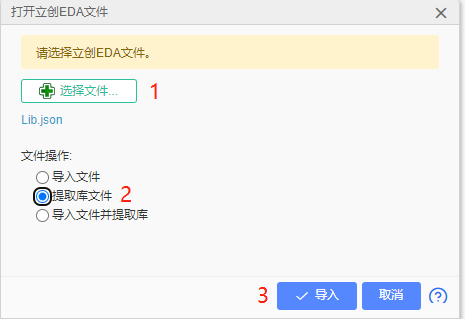 打开立创EDA文件
请选择立创EDA文件。
选择文件... 1
Lib.json
文件操作:
导入文件
提取库文件 2
导入文件并提取库
3 导入 取消 ?